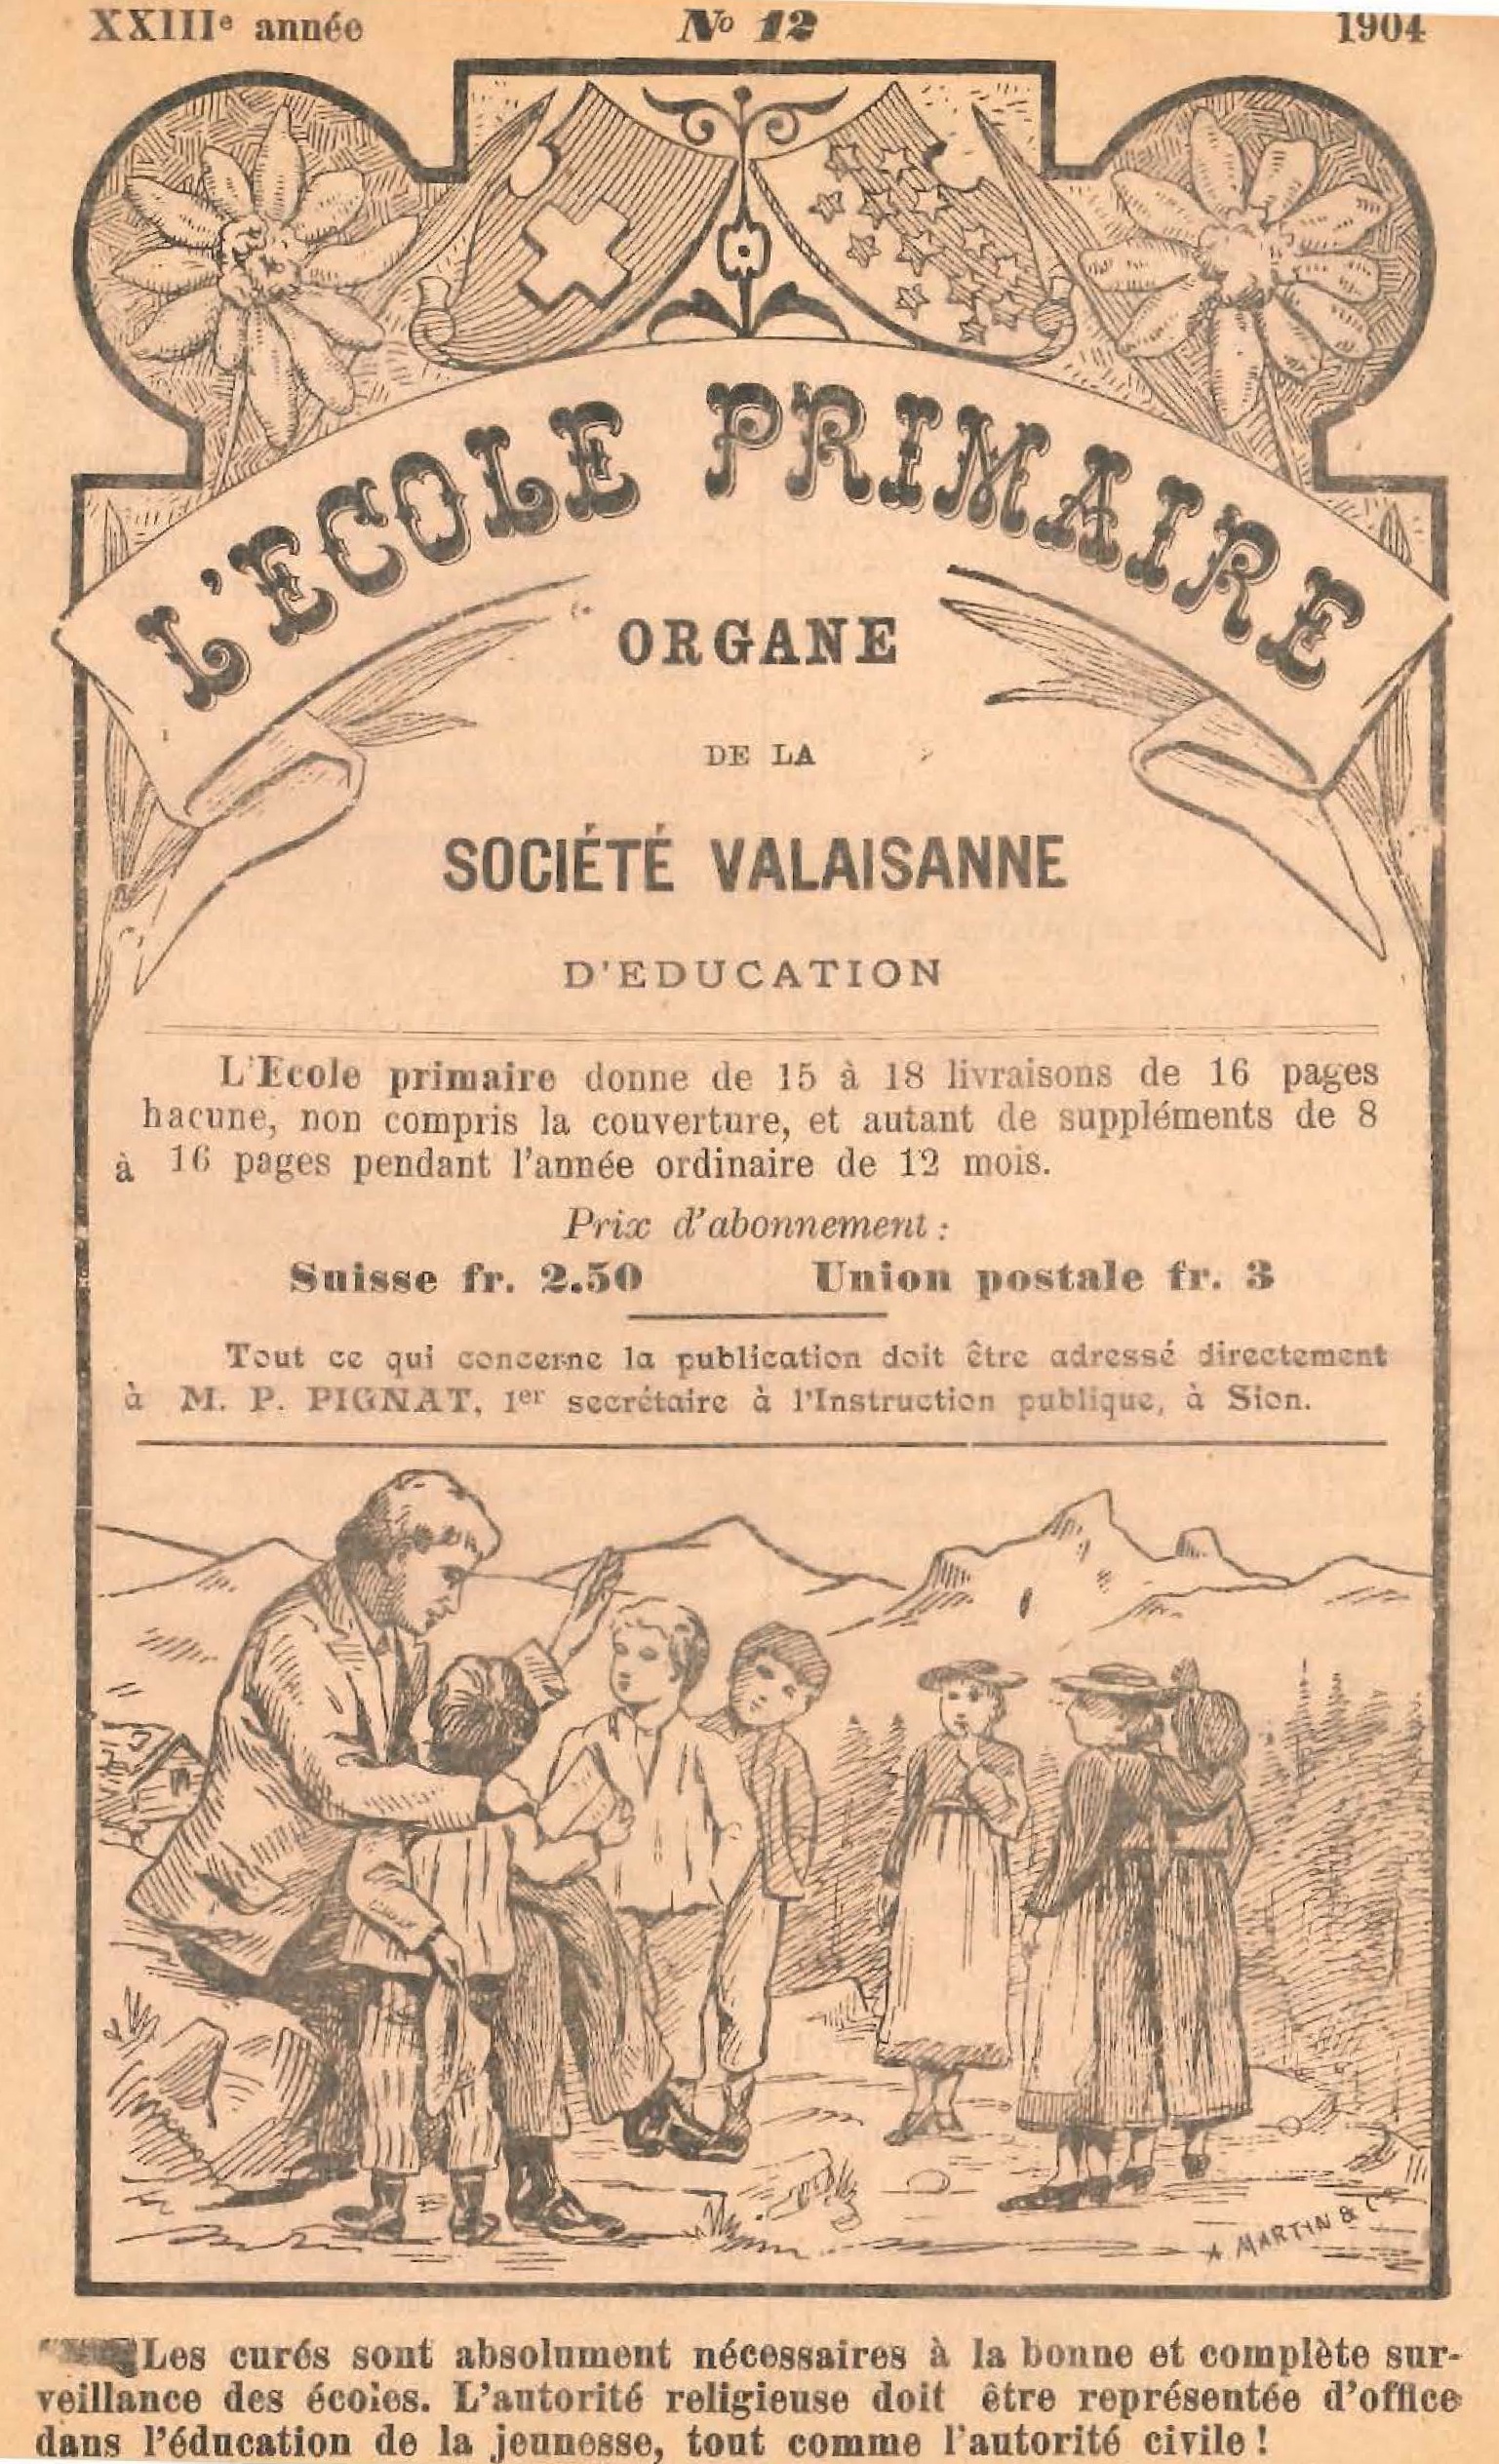 XXIIIe année No 12 1904
L'ECOLE PRIMAIRE
ORGANE
DE LA
SOCIÉTÉ VALAISANNE
D'EDUCATION
L'Ecole primaire donne de 15 à 18 livraisons de 16 pages
hacune, non compris la couverture, et autant de suppléments de 8
à 16 pages pendant l'année ordinaire de 12 mois.
Prix d'abonnement :
Suisse fr. 2.50 Union postale fr. 3
Tout ce qui concerne la publication doit être adressé directement
à M. P. PIGNAT, 1er secrétaire à l'Instruction publique, à Sion.
A MARTIN & Cie
Les curés sont absolument nécessaires à la bonne et complète sur-
veillance des écoles. L'autorité religieuse doit être représentée d'office
dans l'éducation de la jeunesse, tout comme l'autorité civile !